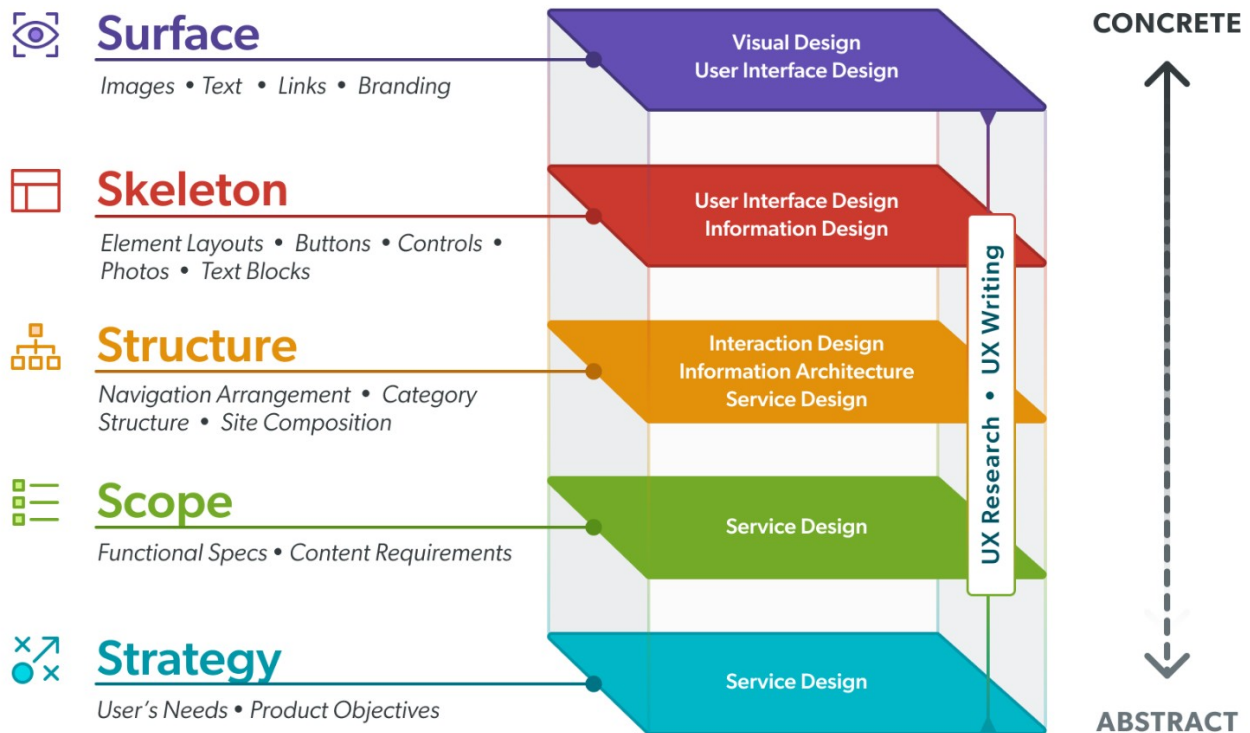 Surface
Images • Text • Links • Branding
Visual Design
User Interface Design
CONCRETE
Skeleton
Element Layouts • Buttons • Controls •
Photos • Text Blocks
User Interface Design
Information Design
Structure
Navigation Arrangement • Category
Structure • Site Composition
Interaction Design
Information Architecture
Service Design
UX Research • UX Writing
Scope
Functional Specs • Content Requirements
Service Design
Strategy
User's Needs • Product Objectives
Service Design
ABSTRACT